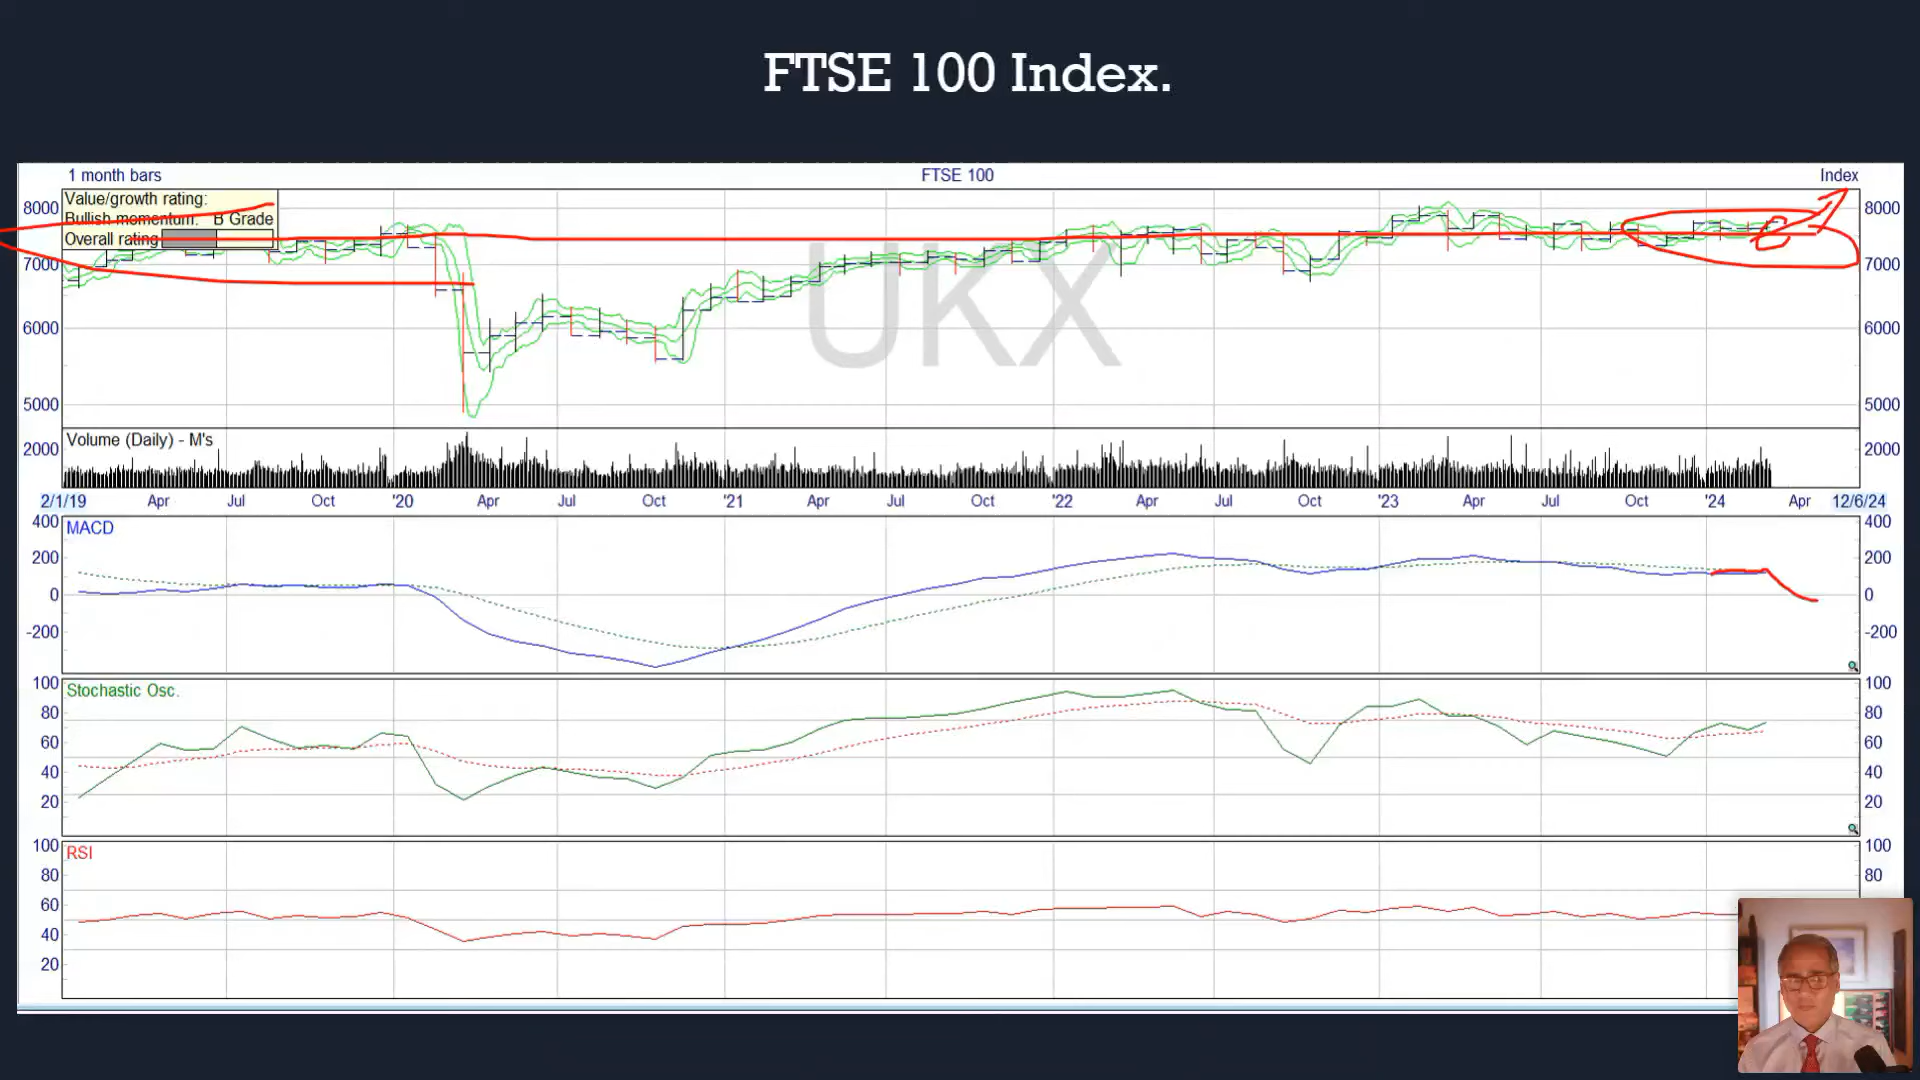 FTSE 100 Index.
1 month bars FTSE 100 Index
Value/growth rating:
Bullish momentum: B Grade
Overall rating
8000 8000
7000 7000
6000 6000
5000 5000
UKX
Volume (Daily) - M's
2000 2000
2/1/19 Apr Jul Oct '20 Apr Jul Oct '21 Apr Jul Oct '22 Apr Jul Oct '23 Apr Jul Oct '24 Apr 12/6/24
400 400
MACD
200 200
0 0
-200 -200
100 100
Stochastic Osc.
80 80
60 60
40 40
20 20
100 100
RSI
80 80
60
40
20